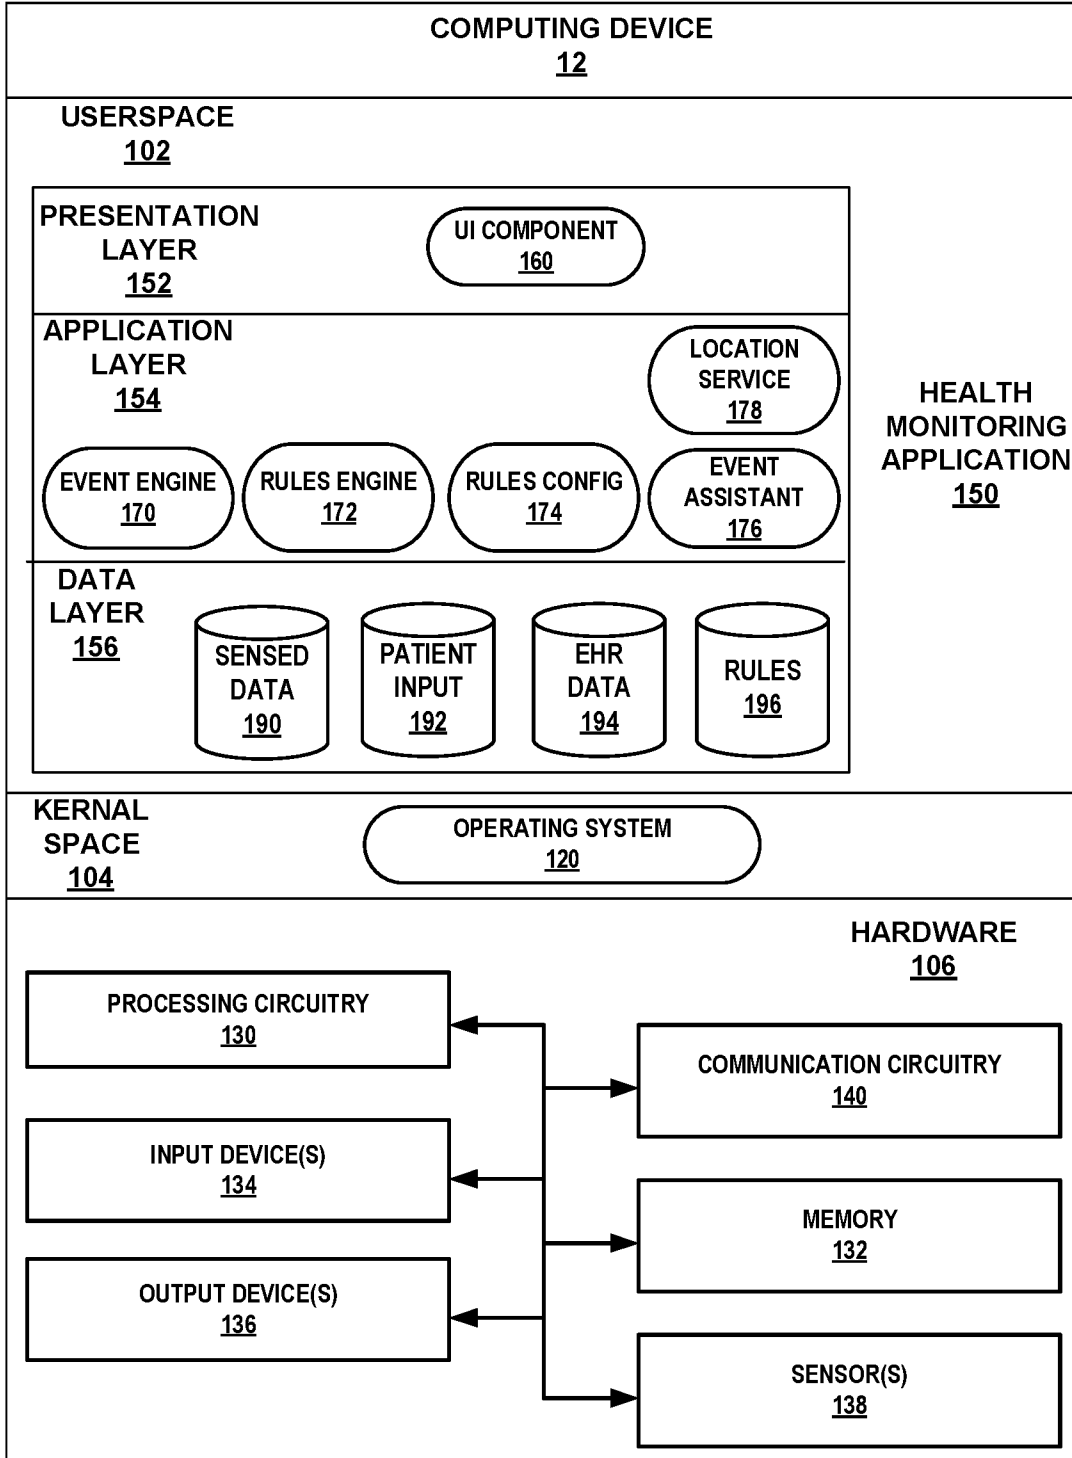 COMPUTING DEVICE
12
USERSPACE
102
PRESENTATION
LAYER
152
UI COMPONENT
160
APPLICATION
LAYER
154
LOCATION
SERVICE
178
EVENT ENGINE
170
RULES ENGINE
172
RULES CONFIG
174
EVENT
ASSISTANT
176
HEALTH
MONITORING
APPLICATION
150
DATA
LAYER
156
SENSED
DATA
190
PATIENT
INPUT
192
EHR
DATA
194
RULES
196
KERNAL
SPACE
104
OPERATING SYSTEM
120
HARDWARE
106
PROCESSING CIRCUITRY
130
COMMUNICATION CIRCUITRY
140
INPUT DEVICE(S)
134
MEMORY
132
OUTPUT DEVICE(S)
136
SENSOR(S)
138